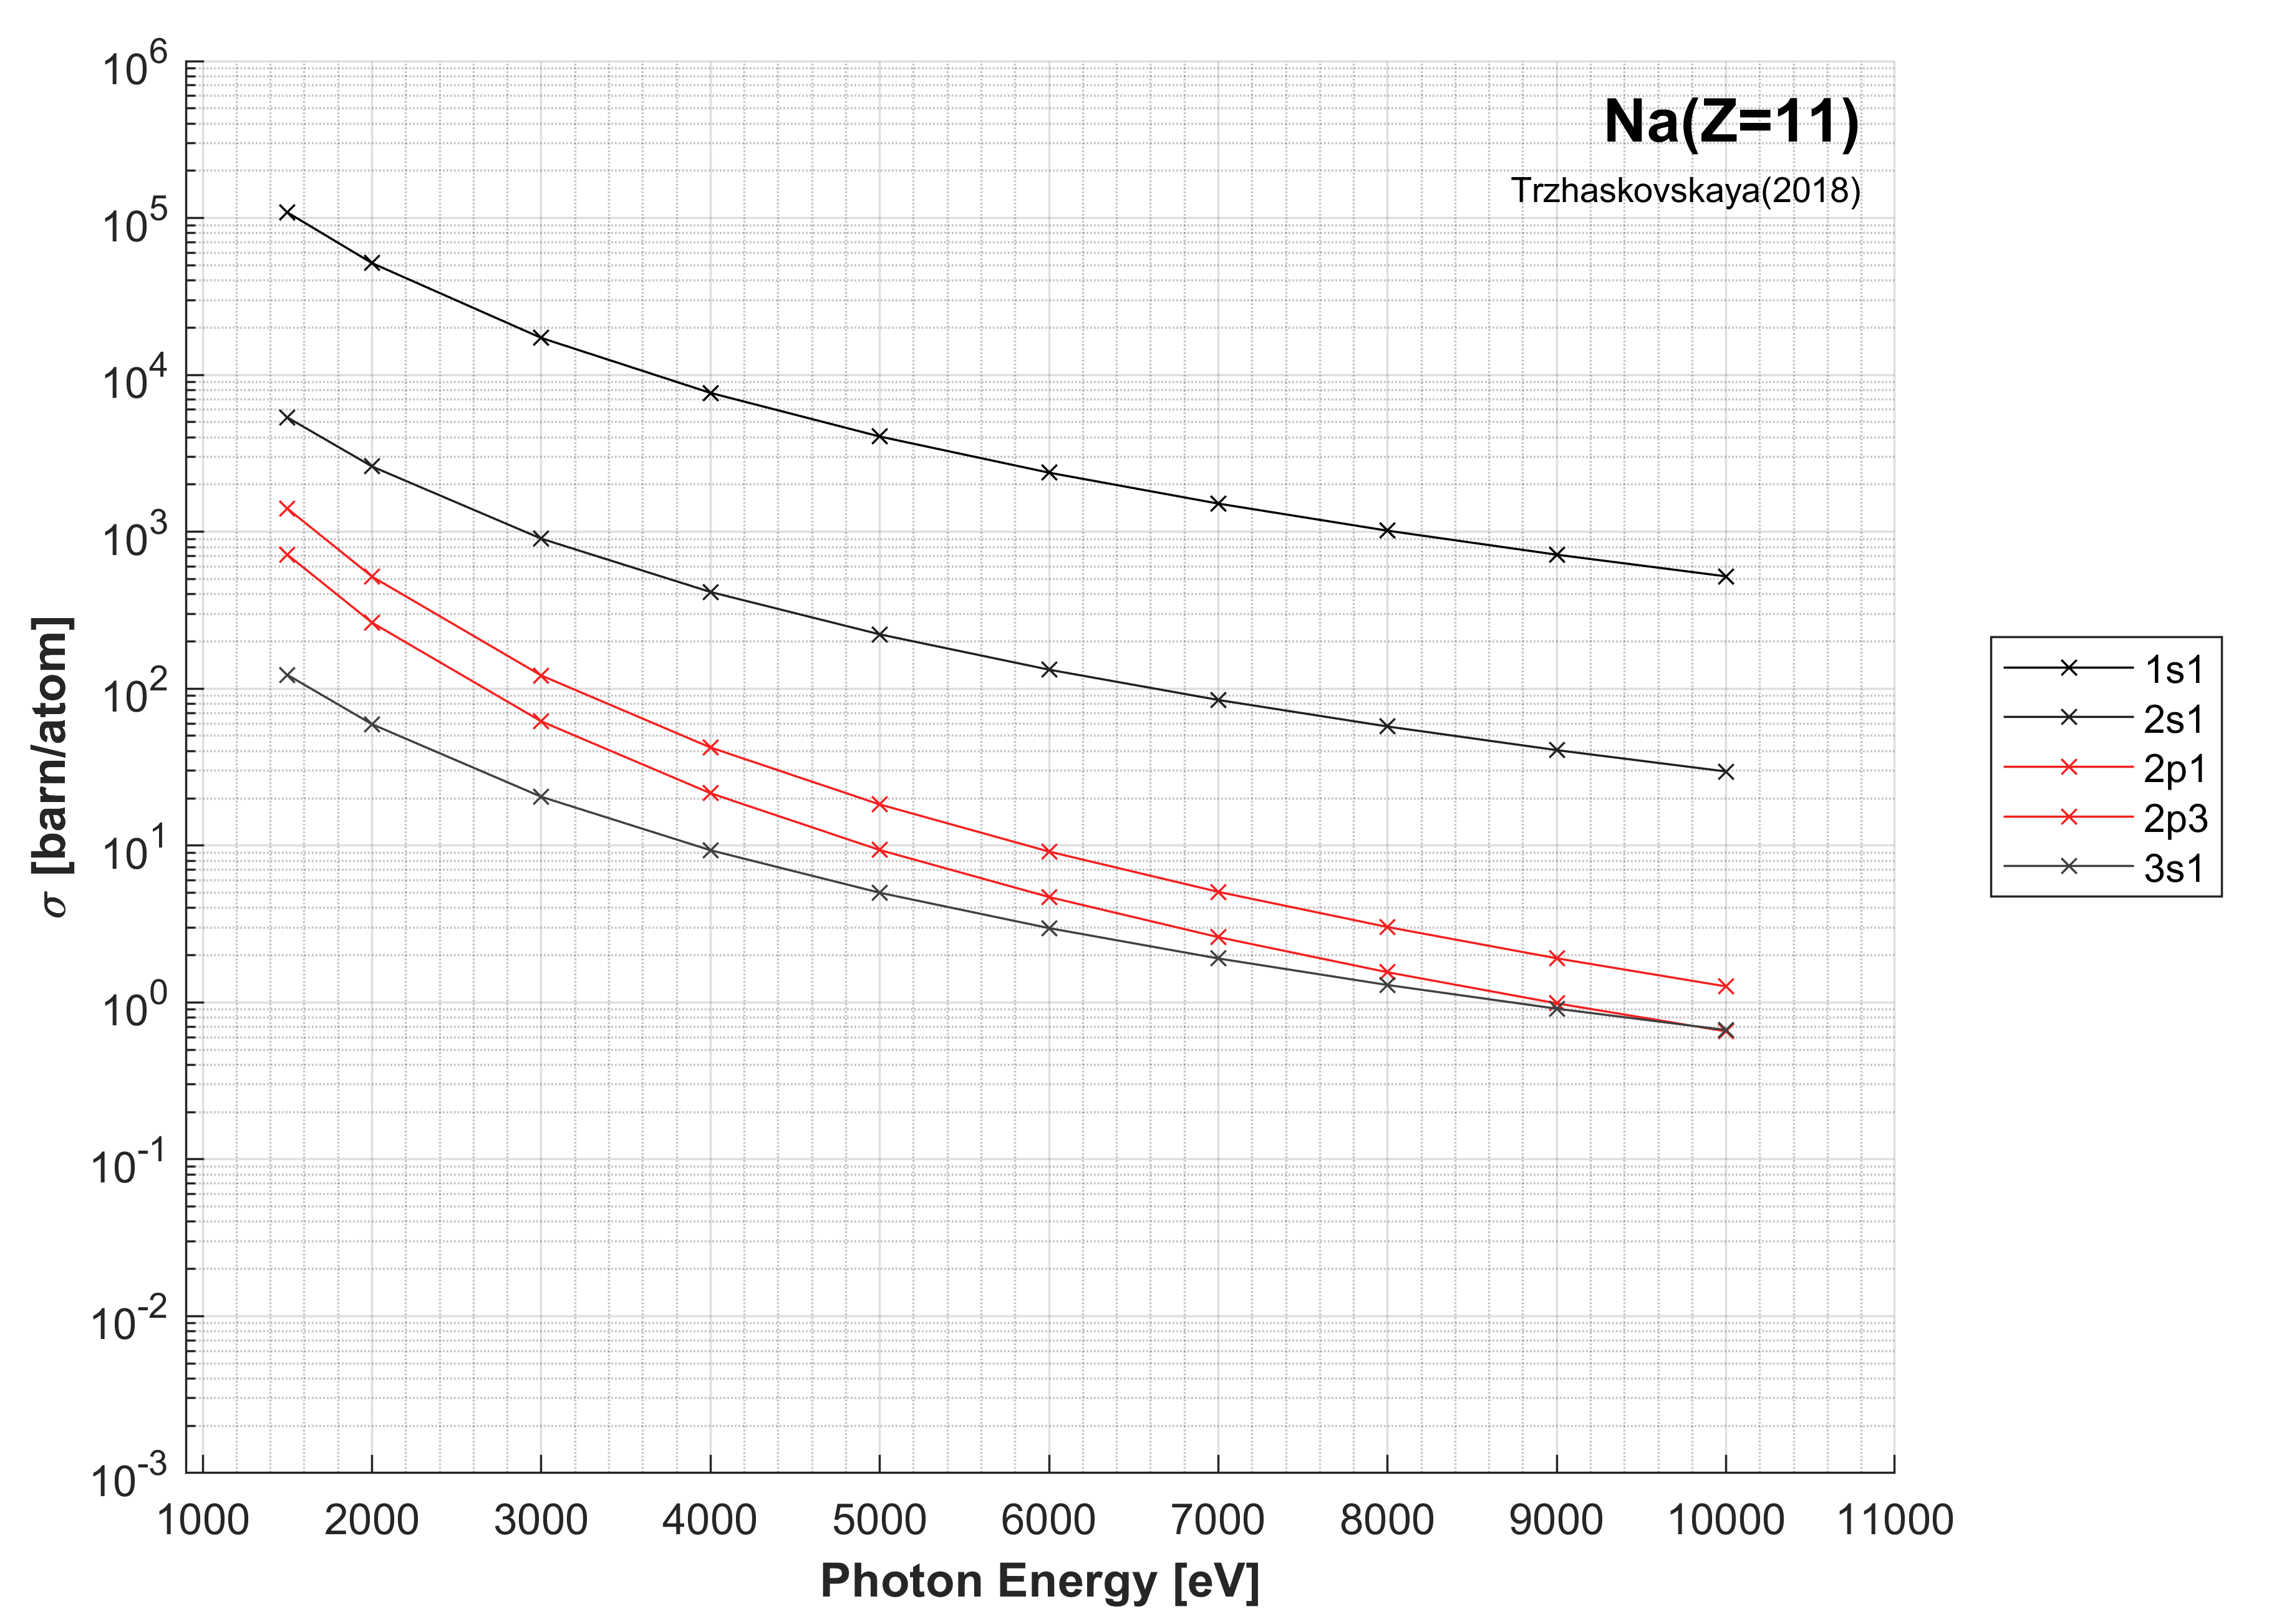 Na(Z=11)
Trzhaskovskaya(2018)
σ [barn/atom]
10^6
10^5
10^4
10^3
10^2
10^1
10^0
10^-1
10^-2
10^-3
1000 2000 3000 4000 5000 6000 7000 8000 9000 10000 11000
Photon Energy [eV]
1s1
2s1
2p1
2p3
3s1